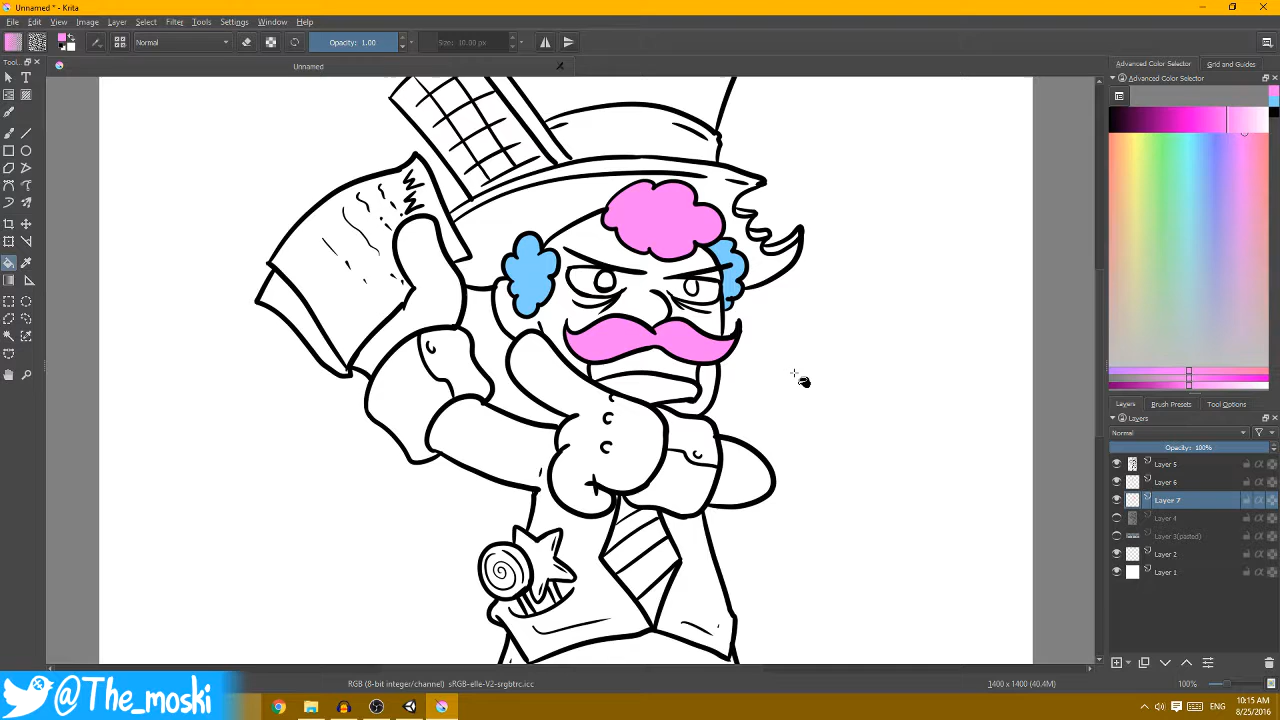 Unnamed * - Krita
File Edit View Image Layer Select Filter Tools Settings Window Help
Normal Opacity: 1.00 Size: 10.00 px
Tool... Unnamed Advanced Color Selector Grid and Guides
Advanced Color Selector
Layers Brush Presets Tool Options
Layers
Normal
Opacity: 100%
Layer 5
Layer 6
Layer 7
Layer 4
Layer 3(pasted)
Layer 2
Layer 1
RGB (8-bit integer/channel) sRGB-elle-V2-srgbtrc.icc 1400 x 1400 (40.4M) 100%
@The_moski
ENG 10:15 AM
8/25/2016